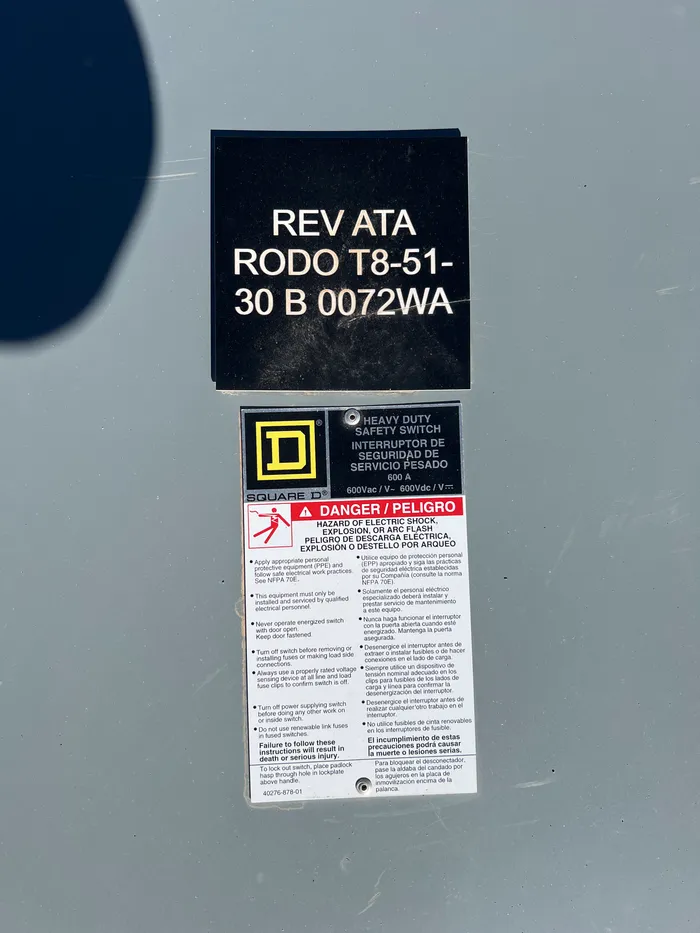 REV ATA
RODO T8-51-
30 B 0072WA
D®
SQUARE D®
HEAVY DUTY
SAFETY SWITCH
INTERRUPTOR DE
SEGURIDAD DE
SERVICIO PESADO
600 A
600Vac / V~ 600Vdc / V⎓
DANGER / PELIGRO
HAZARD OF ELECTRIC SHOCK,
EXPLOSION, OR ARC FLASH
PELIGRO DE DESCARGA ELÉCTRICA,
EXPLOSIÓN O DESTELLO POR ARQUEO
• Apply appropriate personal
protective equipment (PPE) and
follow safe electrical work practices.
See NFPA 70E.
• This equipment must only be
installed and serviced by qualified
electrical personnel.
• Never operate energized switch
with door open.
Keep door fastened
• Turn off switch before removing or
installing fuses or making load side
connections.
• Always use a properly rated voltage
sensing device at all line and load
fuse clips to confirm switch is off.
• Turn off power supplying switch
before doing any other work on
or inside switch.
• Do not use renewable link fuses
in fused switches.
Failure to follow these
instructions will result in
death or serious injury.
• Utilice equipo de protección personal
(EPP) apropiado y siga las prácticas
de seguridad eléctrica establecidas
por su Compañía (consulte la norma
NFPA 70E).
• Solamente el personal eléctrico
especializado deberá instalar y
prestar servicio de mantenimiento
a este equipo.
• Nunca haga funcionar el interruptor
con la puerta abierta cuando esté
energizado. Mantenga la puerta
asegurada.
• Desenergice el interruptor antes de
extraer o instalar fusibles o de hacer
conexiones en el lado de carga.
• Siempre utilice un dispositivo de
tensión nominal adecuado en los
clips para fusibles de los lados de
carga y línea para confirmar la
desenergización del interruptor.
• Desenergice el interruptor antes de
realizar cualquier otro trabajo en el
interruptor.
• No utilice fusibles de cinta renovables
en los interruptores de fusible.
El incumplimiento de estas
precauciones podrá causar
la muerte o lesiones serias.
To lock out switch, place padlock
hasp through hole in lockplate
above handle.
40276-878-01
Para bloquear el desconectador,
pase la aldaba del candado por
los agujeros en la placa de
inmovilización encima de la
palanca.